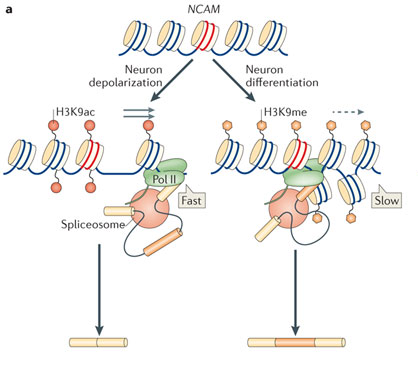 a
NCAM
Neuron
depolarization
Neuron
differentiation
H3K9ac
H3K9me
Pol II
Fast
Slow
Spliceosome